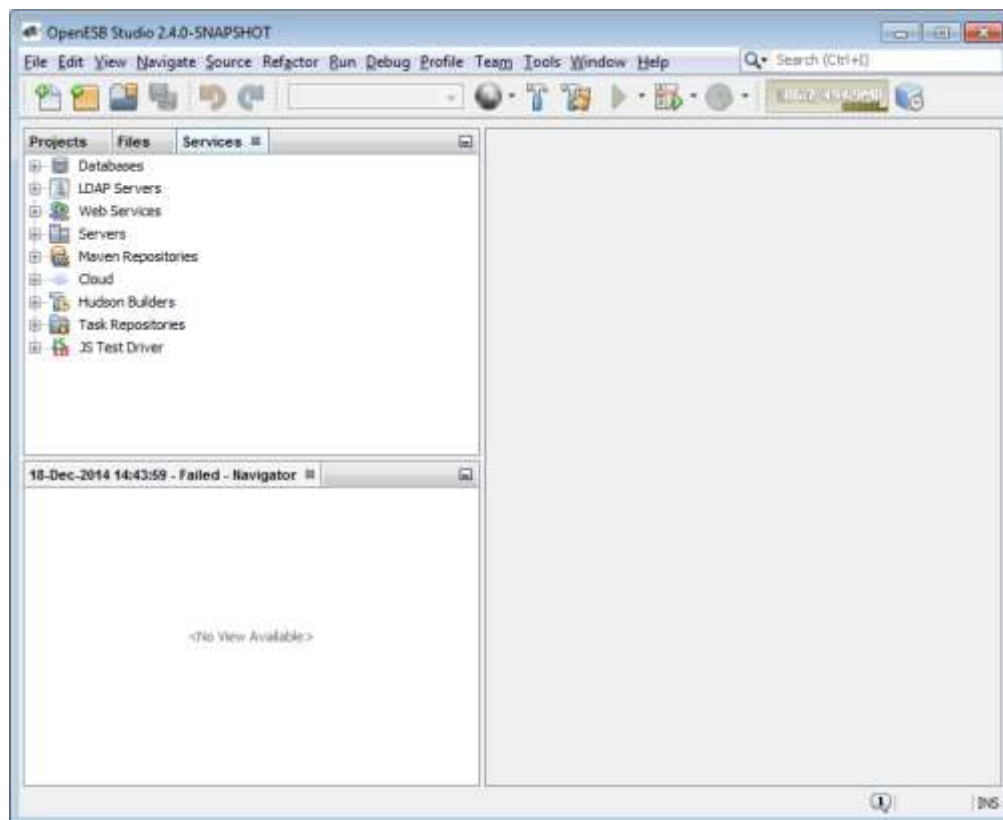 OpenESB Studio 2.4.0-SNAPSHOT
File Edit View Navigate Source Refactor Run Debug Profile Team Tools Window Help Search (Ctrl+I)
Projects Files Services
Databases
LDAP Servers
Web Services
Servers
Maven Repositories
Cloud
Hudson Builders
Task Repositories
JS Test Driver
18-Dec-2014 14:43:59 - Failed - Navigator
<No View Available>
1 INS